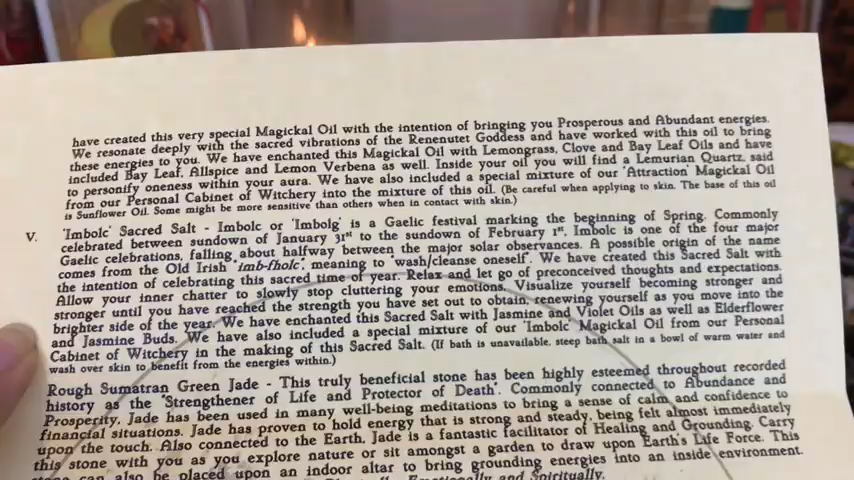 have created this very special Magickal Oil with the intention of bringing you Prosperous and Abundant energies.
We resonate deeply with the sacred vibrations of the Renenutet Goddess and have worked with this oil to bring
these energies to you. We have enchanted this Magickal Oil with Lemongrass, Clove and Bay Leaf Oils and have
included Bay Leaf, Allspice and Lemon Verbena as well. Inside your oil you will find a Lemurian Quartz, said
to personify oneness within your aura. We have also included a special mixture of our 'Attraction' Magickal Oil
from our Personal Cabinet of Witchery into the mixture of this oil. (Be careful when applying to skin. The base of this oil
is Sunflower Oil. Some might be more sensitive than others when in contact with skin.)
V. 'Imbolc' Sacred Salt - Imbolc or 'Imbolg' is a Gaelic festival marking the beginning of Spring. Commonly
celebrated between sundown of January 31st to the sundown of February 1st, Imbolc is one of the four major
Gaelic celebrations, falling about halfway between the major solar observances. A possible origin of the name
comes from the Old Irish 'imb-fholc', meaning to 'wash/cleanse oneself'. We have created this Sacred Salt with
the intention of celebrating this sacred time of year. Relax and let go of preconceived thoughts and expectations.
Allow your inner chatter to slowly stop cluttering your emotions. Visualize yourself becoming stronger and
stronger until you have reached the strength you have set out to obtain, renewing yourself as you move into the
brighter side of the year. We have enchanted this Sacred Salt with Jasmine and Violet Oils as well as Elderflower
and Jasmine Buds. We have also included a special mixture of our 'Imbolc' Magickal Oil from our Personal
Cabinet of Witchery in the making of this Sacred Salt. (If bath is unavailable, steep bath salt in a bowl of warm water and
wash over skin to benefit from the energies within.)
Rough Sumatran Green Jade - This truly beneficial stone has been highly esteemed throughout recorded
history as the 'Strengthener of Life and Protector of Death'. Commonly connected to Abundance and
Prosperity, Jade has been used in many well-being meditations to bring a sense of calm and confidence to
financial situations. Jade has proven to hold energy that is strong and steady, being felt almost immediately
upon the touch. Also connected to the Earth, Jade is a fantastic facilitator of Healing and Grounding. Carry
this stone with you as you explore nature or sit amongst a garden to draw upon Earth's Life Force. This
stone can also be placed upon an indoor altar to bring grounding energies into an inside environment.
Emotionally and Spiritually.